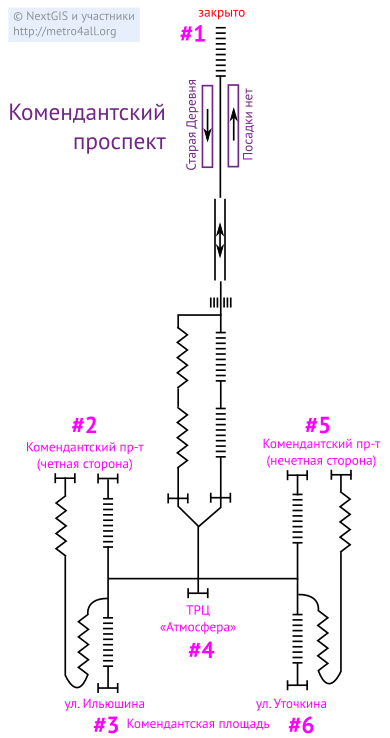 © NextGIS и участники
http://metro4all.org
закрыто
#1
Комендантский
проспект
Старая Деревня
Посадки нет
#2
Комендантский пр-т
(четная сторона)
#5
Комендантский пр-т
(нечетная сторона)
ТРЦ
«Атмосфера»
#4
ул. Ильюшина
ул. Уточкина
#3 Комендантская площадь #6